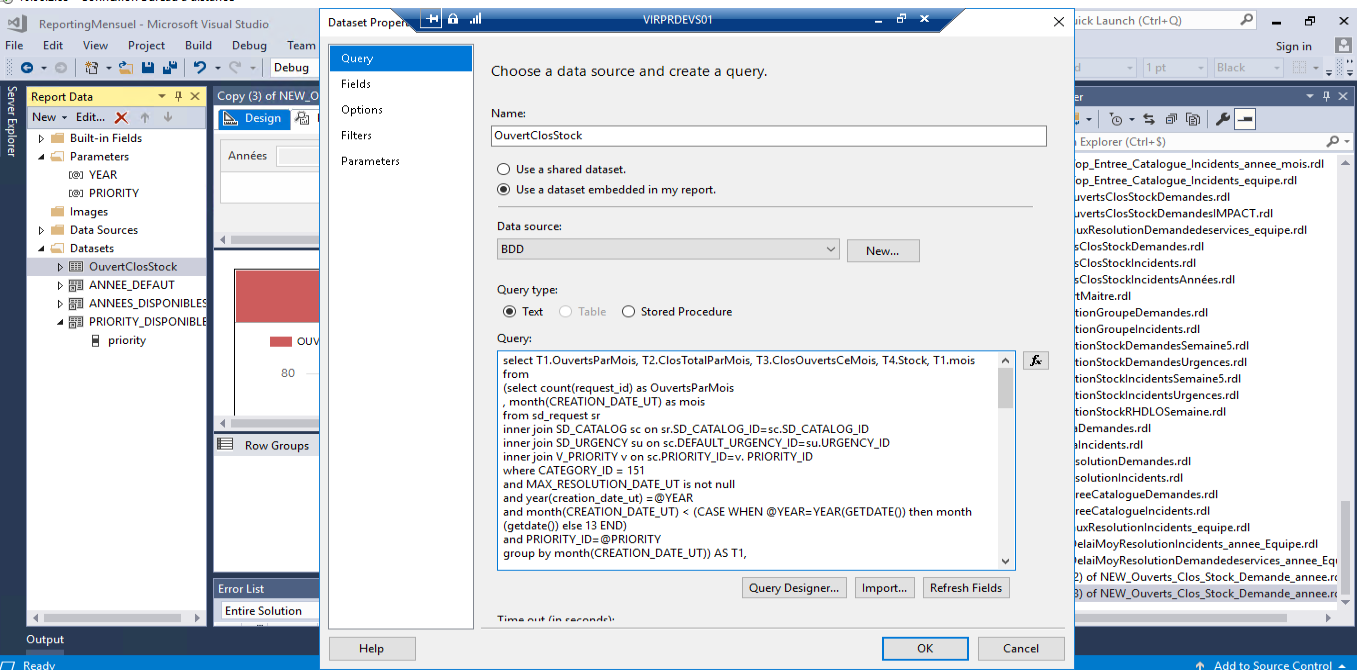 ReportingMensuel - Microsoft Visual Studio
Dataset Proper
VIRPRDEVS01
uick Launch (Ctrl+Q)
File Edit View Project Build Debug Team
Sign in
Debug
1 pt
Black
Server Explorer
Report Data
New Edit...
Built-in Fields
Parameters
YEAR
PRIORITY
Images
Data Sources
Datasets
OuvertClosStock
ANNEE_DEFAUT
ANNEES_DISPONIBLES
PRIORITY_DISPONIBLE
priority
Copy (3) of NEW_O
Design
Années
OUV
80
Row Groups
Error List
Entire Solution
Query
Fields
Options
Filters
Parameters
Choose a data source and create a query.
Name:
OuvertClosStock
Use a shared dataset.
Use a dataset embedded in my report.
Data source:
BDD
New...
Query type:
Text
Table
Stored Procedure
Query:
select T1.OuvertsParMois, T2.ClosTotalParMois, T3.ClosOuvertsCeMois, T4.Stock, T1.mois
from
(select count(request_id) as OuvertsParMois
, month(CREATION_DATE_UT) as mois
from sd_request sr
inner join SD_CATALOG sc on sr.SD_CATALOG_ID=sc.SD_CATALOG_ID
inner join SD_URGENCY su on sc.DEFAULT_URGENCY_ID=su.URGENCY_ID
inner join V_PRIORITY v on sc.PRIORITY_ID=v. PRIORITY_ID
where CATEGORY_ID = 151
and MAX_RESOLUTION_DATE_UT is not null
and year(creation_date_ut) =@YEAR
and month(CREATION_DATE_UT) < (CASE WHEN @YEAR=YEAR(GETDATE()) then month
(getdate()) else 13 END)
and PRIORITY_ID=@PRIORITY
group by month(CREATION_DATE_UT)) AS T1,
fx
Query Designer...
Import...
Refresh Fields
Time out (in seconds):
Help
OK
Cancel
er
Explorer (Ctrl+$)
op_Entree_Catalogue_Incidents_annee_mois.rdl
op_Entree_Catalogue_Incidents_equipe.rdl
uvertsClosStockDemandes.rdl
uvertsClosStockDemandesIMPACT.rdl
uxResolutionDemandedeservices_equipe.rdl
sClosStockDemandes.rdl
sClosStockIncidents.rdl
sClosStockIncidentsAnnées.rdl
rtMaitre.rdl
tionGroupeDemandes.rdl
tionGroupeIncidents.rdl
tionStockDemandesSemaine5.rdl
tionStockDemandesUrgences.rdl
tionStockIncidentsSemaine5.rdl
tionStockIncidentsUrgences.rdl
tionStockRHDLOSemaine.rdl
aDemandes.rdl
aIncidents.rdl
solutionDemandes.rdl
solutionIncidents.rdl
reeCatalogueDemandes.rdl
reeCatalogueIncidents.rdl
uxResolutionIncidents_equipe.rdl
DelaiMoyResolutionIncidents_annee_Equipe.rdl
DelaiMoyResolutionDemandedeservices_annee_Equ
2) of NEW_Ouverts_Clos_Stock_Demande_annee.rd
3) of NEW_Ouverts_Clos_Stock_Demande_annee.rd
Output
Ready
Add to Source Control